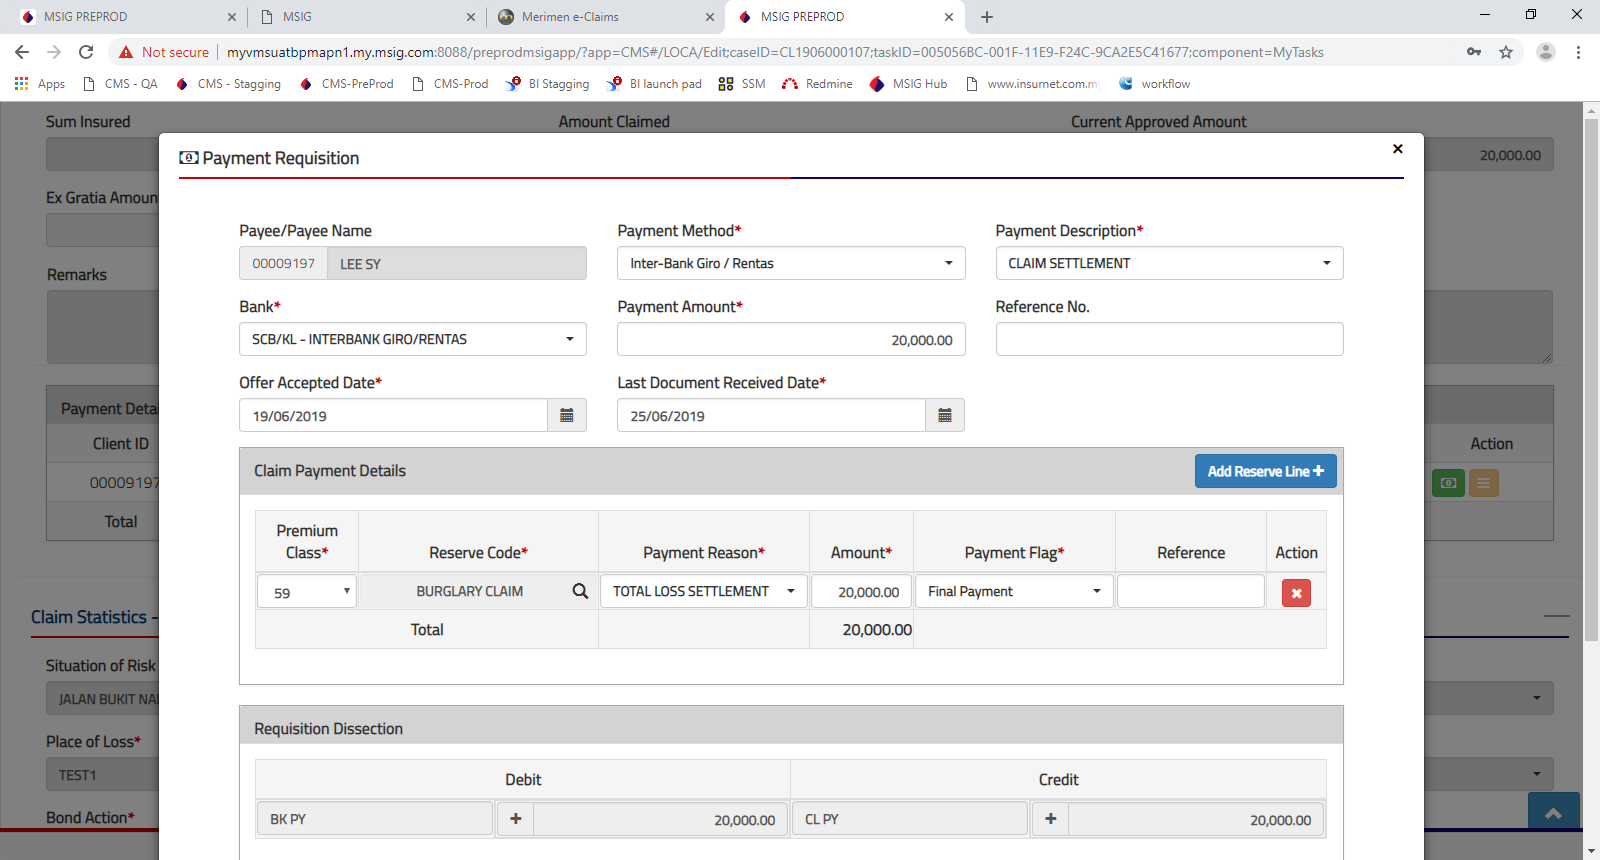 MSIG PREPROD
MSIG
Merimen e-Claims
MSIG PREPROD
Not secure
myvmsuatbpmapn1.my.msig.com:8088/preprodmsigapp/?app=CMS#/LOCA/Edit;caseID=CL1906000107;taskID=005056BC-001F-11E9-F24C-9CA2E5C41677;component=MyTasks
Apps CMS - QA CMS - Stagging CMS-PreProd CMS-Prod BI Stagging BI launch pad SSM Redmine MSIG Hub www.insurnet.com.m workflow
Sum Insured Amount Claimed Current Approved Amount
20,000.00
Payment Requisition
Ex Gratia Amoun
Payee/Payee Name Payment Method* Payment Description*
00009197 LEE SY Inter-Bank Giro / Rentas CLAIM SETTLEMENT
Remarks
Bank* Payment Amount* Reference No.
SCB/KL - INTERBANK GIRO/RENTAS 20,000.00
Offer Accepted Date* Last Document Received Date*
19/06/2019 25/06/2019
Payment Detai
Client ID Action
00009197
Total
Claim Payment Details Add Reserve Line
Premium Class* Reserve Code* Payment Reason* Amount* Payment Flag* Reference Action
59 BURGLARY CLAIM TOTAL LOSS SETTLEMENT 20,000.00 Final Payment
Total 20,000.00
Claim Statistics -
Situation of Risk
JALAN BUKIT NA
Place of Loss*
TEST1
Bond Action*
Requisition Dissection
Debit Credit
BK PY + 20,000.00 CL PY + 20,000.00